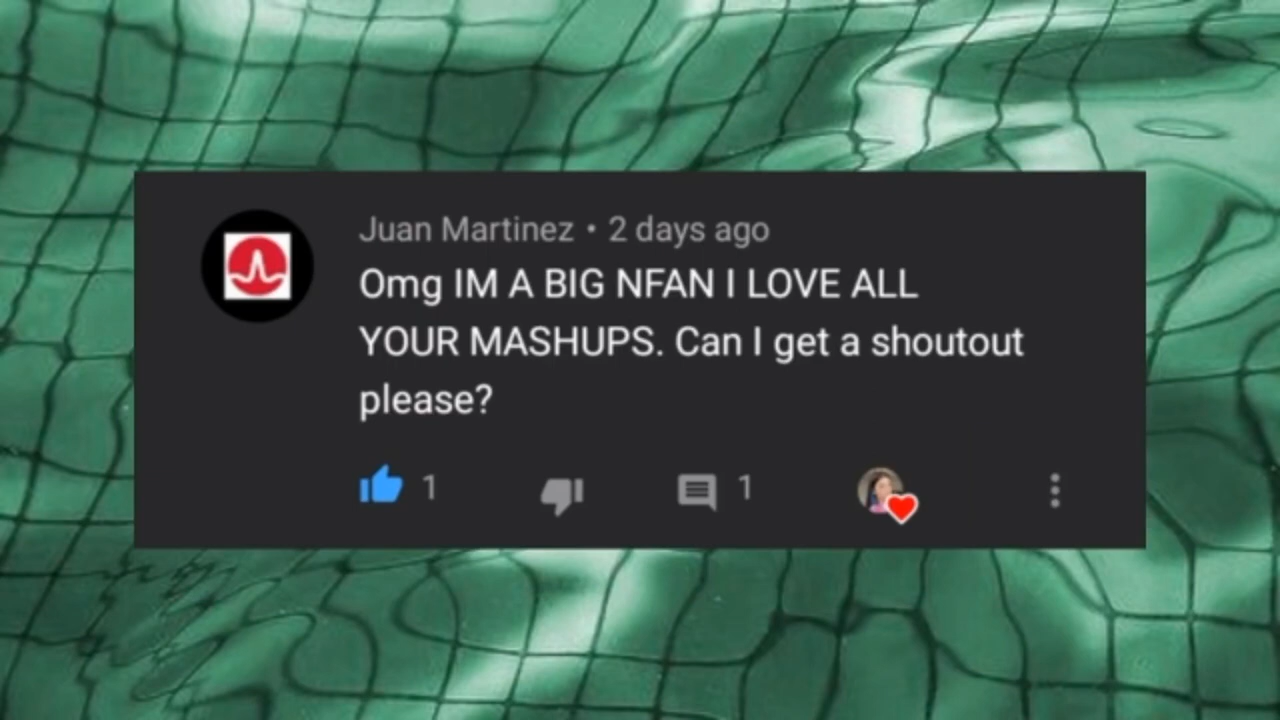 Juan Martinez • 2 days ago
Omg IM A BIG NFAN I LOVE ALL
YOUR MASHUPS. Can I get a shoutout
please?
1
1